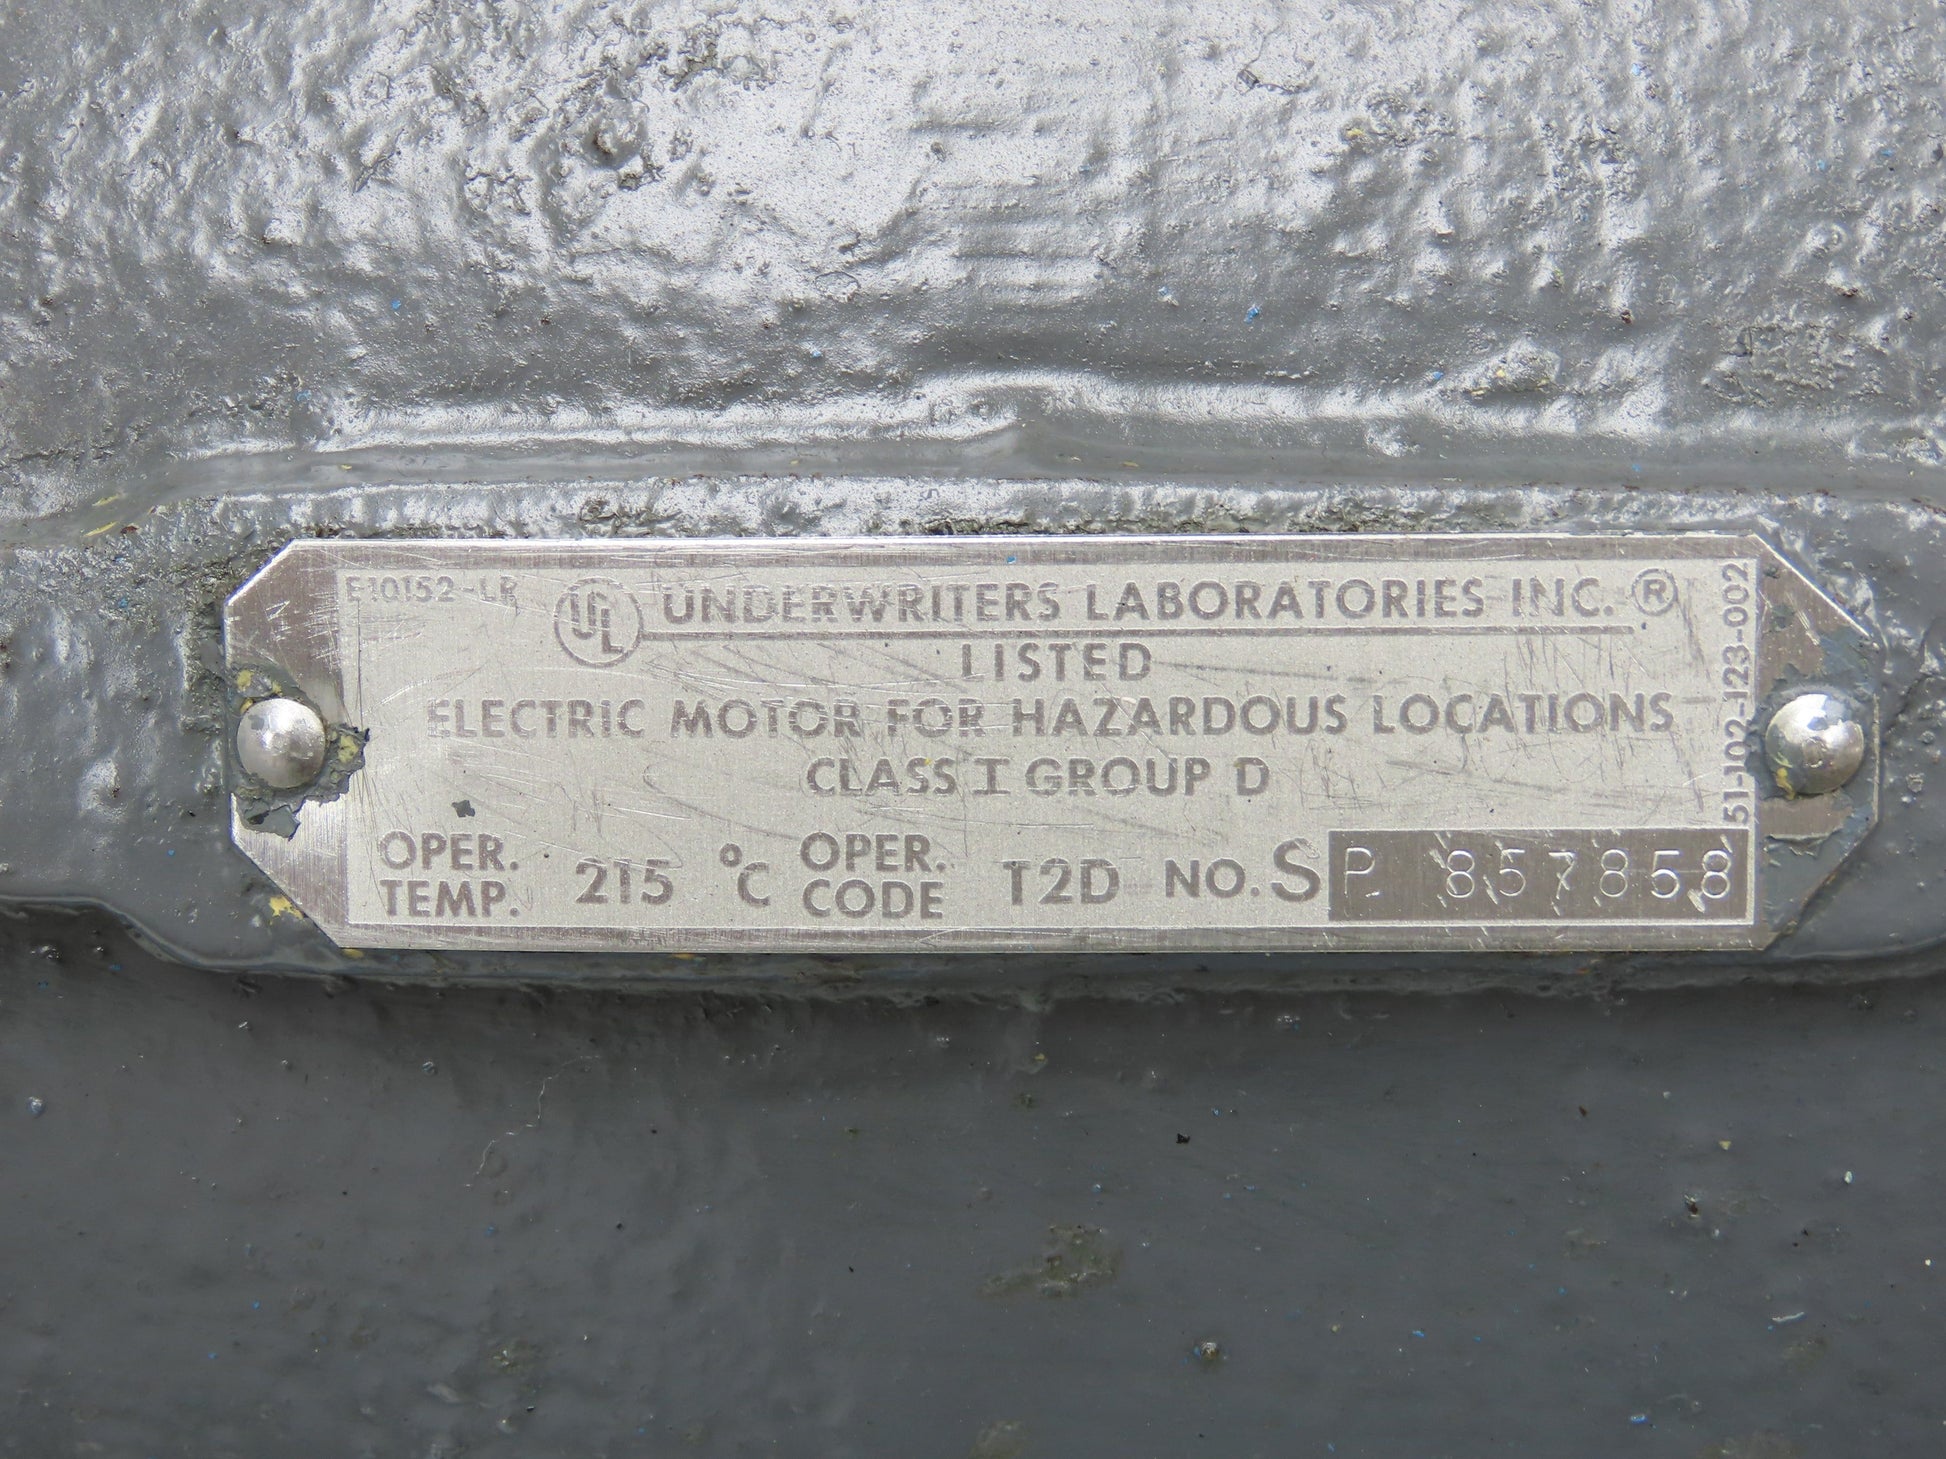 E10152-LR
UL UNDERWRITERS LABORATORIES INC.®
LISTED
ELECTRIC MOTOR FOR HAZARDOUS LOCATIONS
CLASS I GROUP D
OPER. TEMP. 215 °C OPER. CODE T2D NO. S P. 857858
551-102-123-002